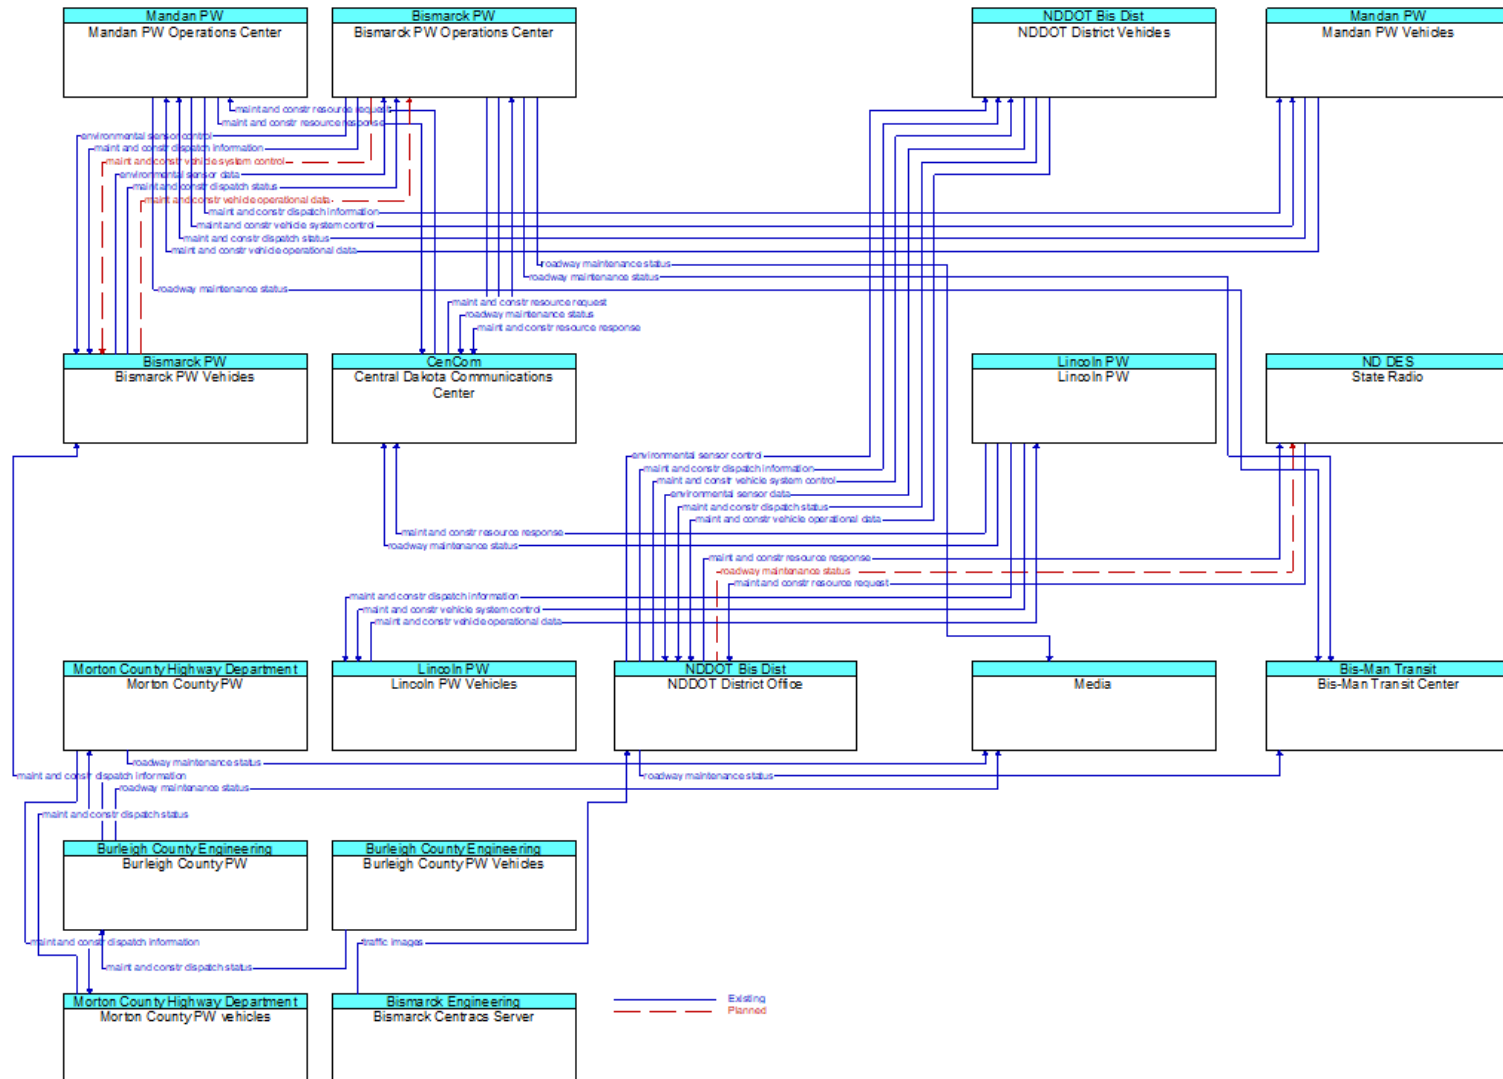 Mandan PW
Mandan PW Operations Center
Bismarck PW
Bismarck PW Operations Center
NDDOT Bis Dist
NDDOT District Vehicles
Mandan PW
Mandan PW Vehicles
maint and constr resource request
maint and constr resource response
environmental sensor control
maint and constr dispatch information
maint and constr vehicle system control
environmental sensor data
maint and constr dispatch status
maint and constr vehicle operational data
maint and constr dispatch information
maint and constr vehicle system control
maint and constr dispatch status
maint and constr vehicle operational data
roadway maintenance status
roadway maintenance status
roadway maintenance status
maint and constr resource request
roadway maintenance status
maint and constr resource response
Bismarck PW
Bismarck PW Vehicles
CenCom
Central Dakota Communications
Center
Lincoln PW
Lincoln PW
ND DES
State Radio
environmental sensor control
maint and constr dispatch information
maint and constr vehicle system control
environmental sensor data
maint and constr dispatch status
maint and constr vehicle operational data
maint and constr resource response
roadway maintenance status
maint and constr resource response
roadway maintenance status
maint and constr resource request
maint and constr dispatch information
maint and constr vehicle system control
maint and constr vehicle operational data
Morton County Highway Department
Morton County PW
Lincoln PW
Lincoln PW Vehicles
NDDOT Bis Dist
NDDOT District Office
Media
Bis-Man Transit
Bis-Man Transit Center
roadway maintenance status
maint and constr dispatch information
roadway maintenance status
roadway maintenance status
maint and constr dispatch status
Burleigh County Engineering
Burleigh County PW
Burleigh County Engineering
Burleigh County PW Vehicles
maint and constr dispatch information
traffic images
maint and constr dispatch status
Morton County Highway Department
Morton County PW vehicles
Bismarck Engineering
Bismarck Centracs Server
Existing
Planned